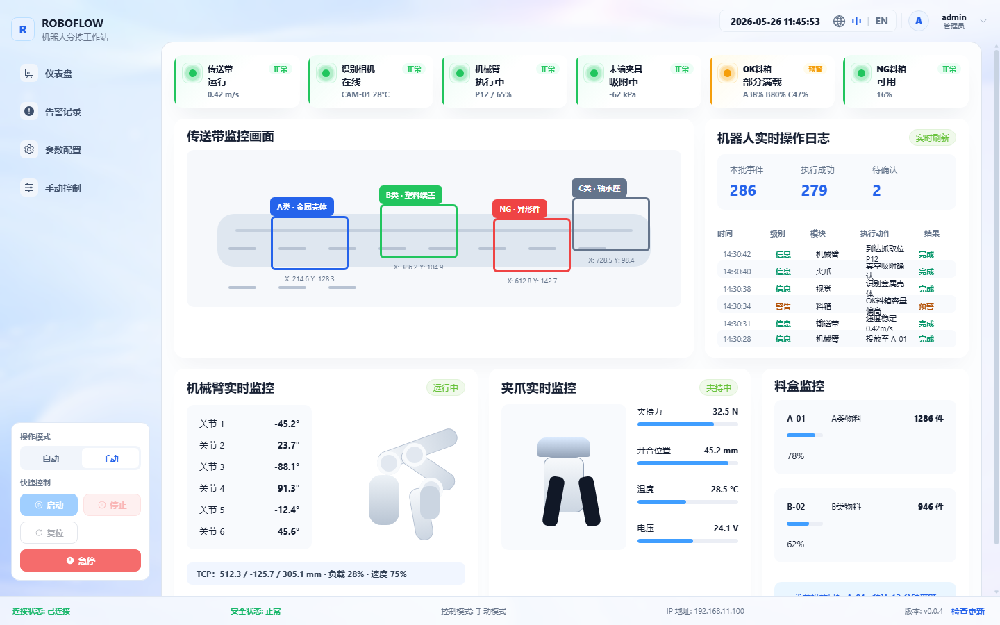 R
ROBOFLOW
机器人分拣工作站
2026-05-26 11:45:53
中 | EN
A
admin
管理员
仪表盘
告警记录
参数配置
手动控制
传送带
正常
运行
0.42 m/s
识别相机
正常
在线
CAM-01 28°C
机械臂
正常
执行中
P12 / 65%
末端夹具
正常
吸附中
-62 kPa
OK料箱
预警
部分满载
A38% B80% C47%
NG料箱
正常
可用
16%
传送带监控画面
A类 · 金属壳体
X: 214.6 Y: 128.3
B类 · 塑料端盖
X: 386.2 Y: 104.9
NG · 异形件
X: 612.8 Y: 142.7
C类 · 轴承座
X: 728.5 Y: 98.4
机器人实时操作日志
实时刷新
本批事件
执行成功
待确认
286
279
2
时间 级别 模块 执行动作 结果
14:30:42 信息 机械臂 到达抓取位 P12 完成
14:30:40 信息 夹爪 真空吸附确认 完成
14:30:38 信息 视觉 识别金属壳体 完成
14:30:34 警告 料箱 OK料箱容量偏高 预警
14:30:31 信息 输送带 速度稳定 0.42m/s 完成
14:30:28 信息 机械臂 投放至 A-01 完成
机械臂实时监控
运行中
关节 1 -45.2°
关节 2 23.7°
关节 3 -88.1°
关节 4 91.3°
关节 5 -12.4°
关节 6 45.6°
TCP: 512.3 / -125.7 / 305.1 mm · 负载 28% · 速度 75%
夹爪实时监控
夹持中
夹持力 32.5 N
开合位置 45.2 mm
温度 28.5 °C
电压 24.1 V
料盒监控
A-01 A类物料 1286 件
78%
B-02 B类物料 946 件
62%
操作模式
自动
手动
快捷控制
启动
停止
复位
急停
连接状态: 已连接
安全状态: 正常
控制模式: 手动模式
IP 地址: 192.168.11.100
版本: v0.0.4
检查更新